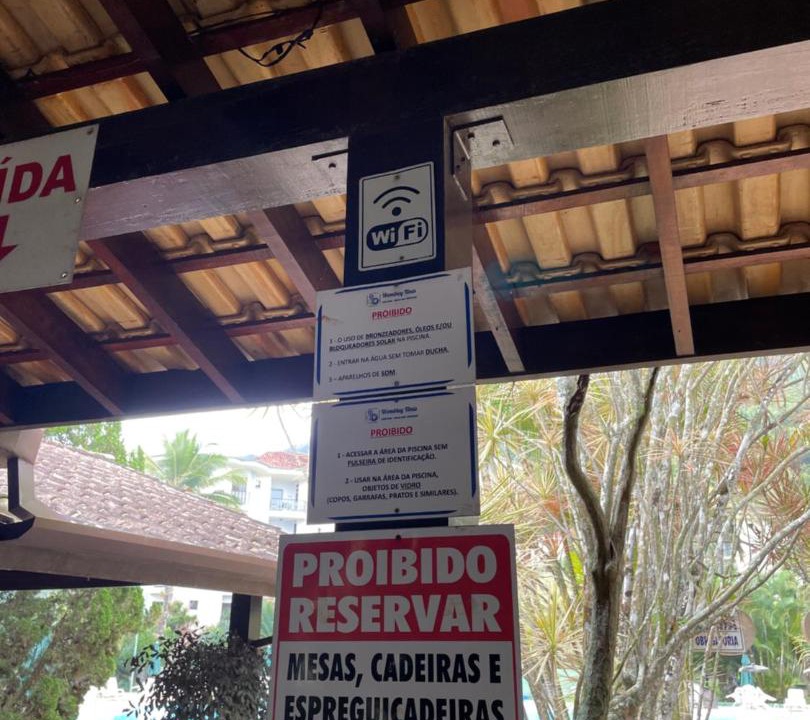 ÍDA
WiFi
PROIBIDO
1 - O USO DE BRONZEADORES, ÓLEOS E/OU
BLOQUEADORES SOLAR NA PISCINA.
2 - ENTRAR NA ÁGUA SEM TOMAR DUCHA.
3 - APARELHOS DE SOM.
PROIBIDO
1 - ACESSAR A ÁREA DA PISCINA SEM
PULSEIRA DE IDENTIFICAÇÃO.
2 - USAR NA ÁREA DA PISCINA,
OBJETOS DE VIDRO
(COPOS, GARRAFAS, PRATOS E SIMILARES).
PROIBIDO
RESERVAR
MESAS, CADEIRAS E
ESPREGUIÇADEIRAS